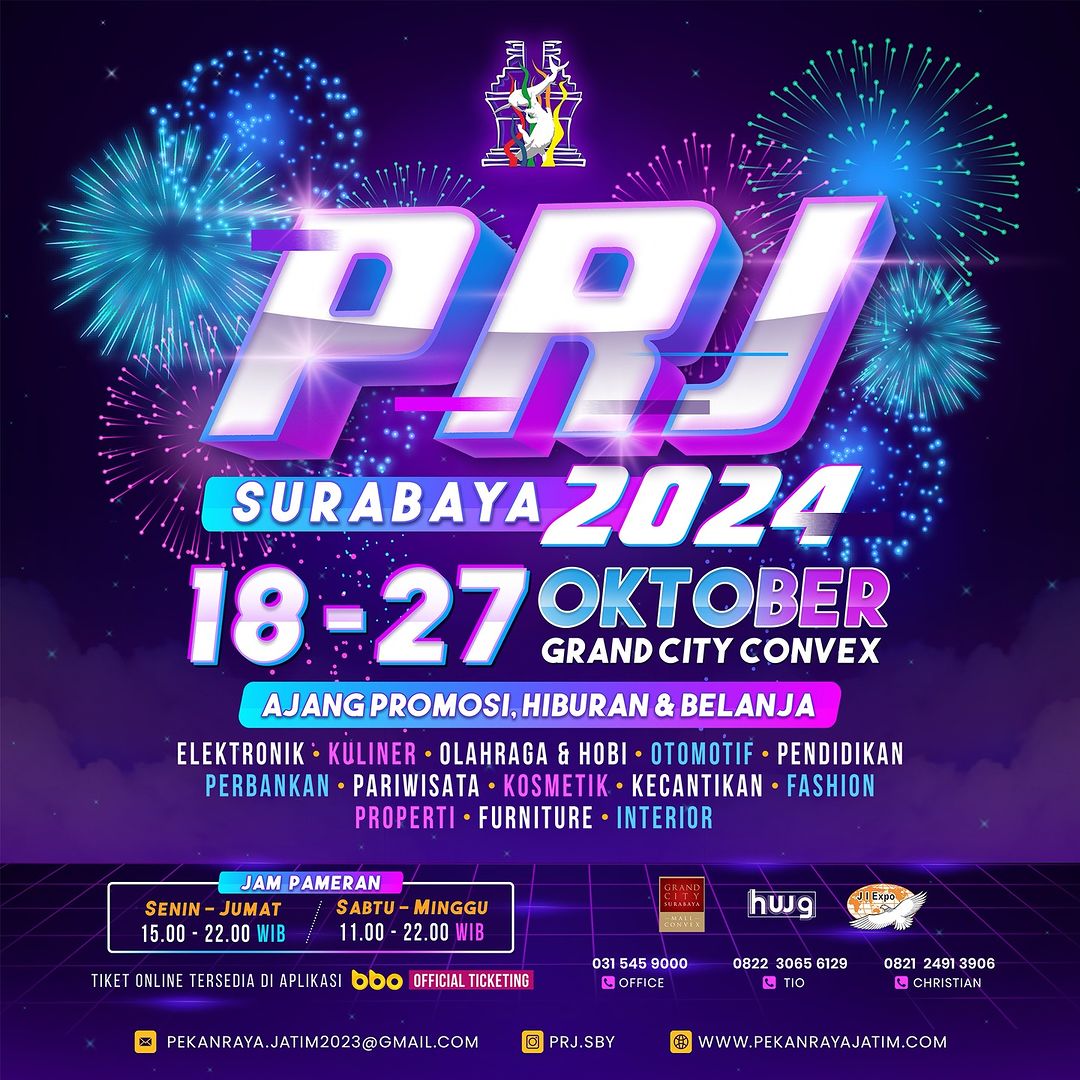 PRJ
SURABAYA 2024
18 - 27 OKTOBER
GRAND CITY CONVEX
AJANG PROMOSI, HIBURAN & BELANJA
ELEKTRONIK • KULINER • OLAHRAGA & HOBI • OTOMOTIF • PENDIDIKAN
PERBANKAN • PARIWISATA • KOSMETIK • KECANTIKAN • FASHION
PROPERTI • FURNITURE • INTERIOR
JAM PAMERAN
SENIN – JUMAT
15.00 - 22.00 WIB
SABTU – MINGGU
11.00 - 22.00 WIB
TIKET ONLINE TERSEDIA DI APLIKASI bbo OFFICIAL TICKETING
GRAND
CITY
SURABAYA
MALL
CONVEX
hwg
J I Expo
031 545 9000
OFFICE
0822 3065 6129
TIO
0821 2491 3906
CHRISTIAN
PEKANRAYA.JATIM2023@GMAIL.COM
PRJ.SBY
WWW.PEKANRAYAJATIM.COM